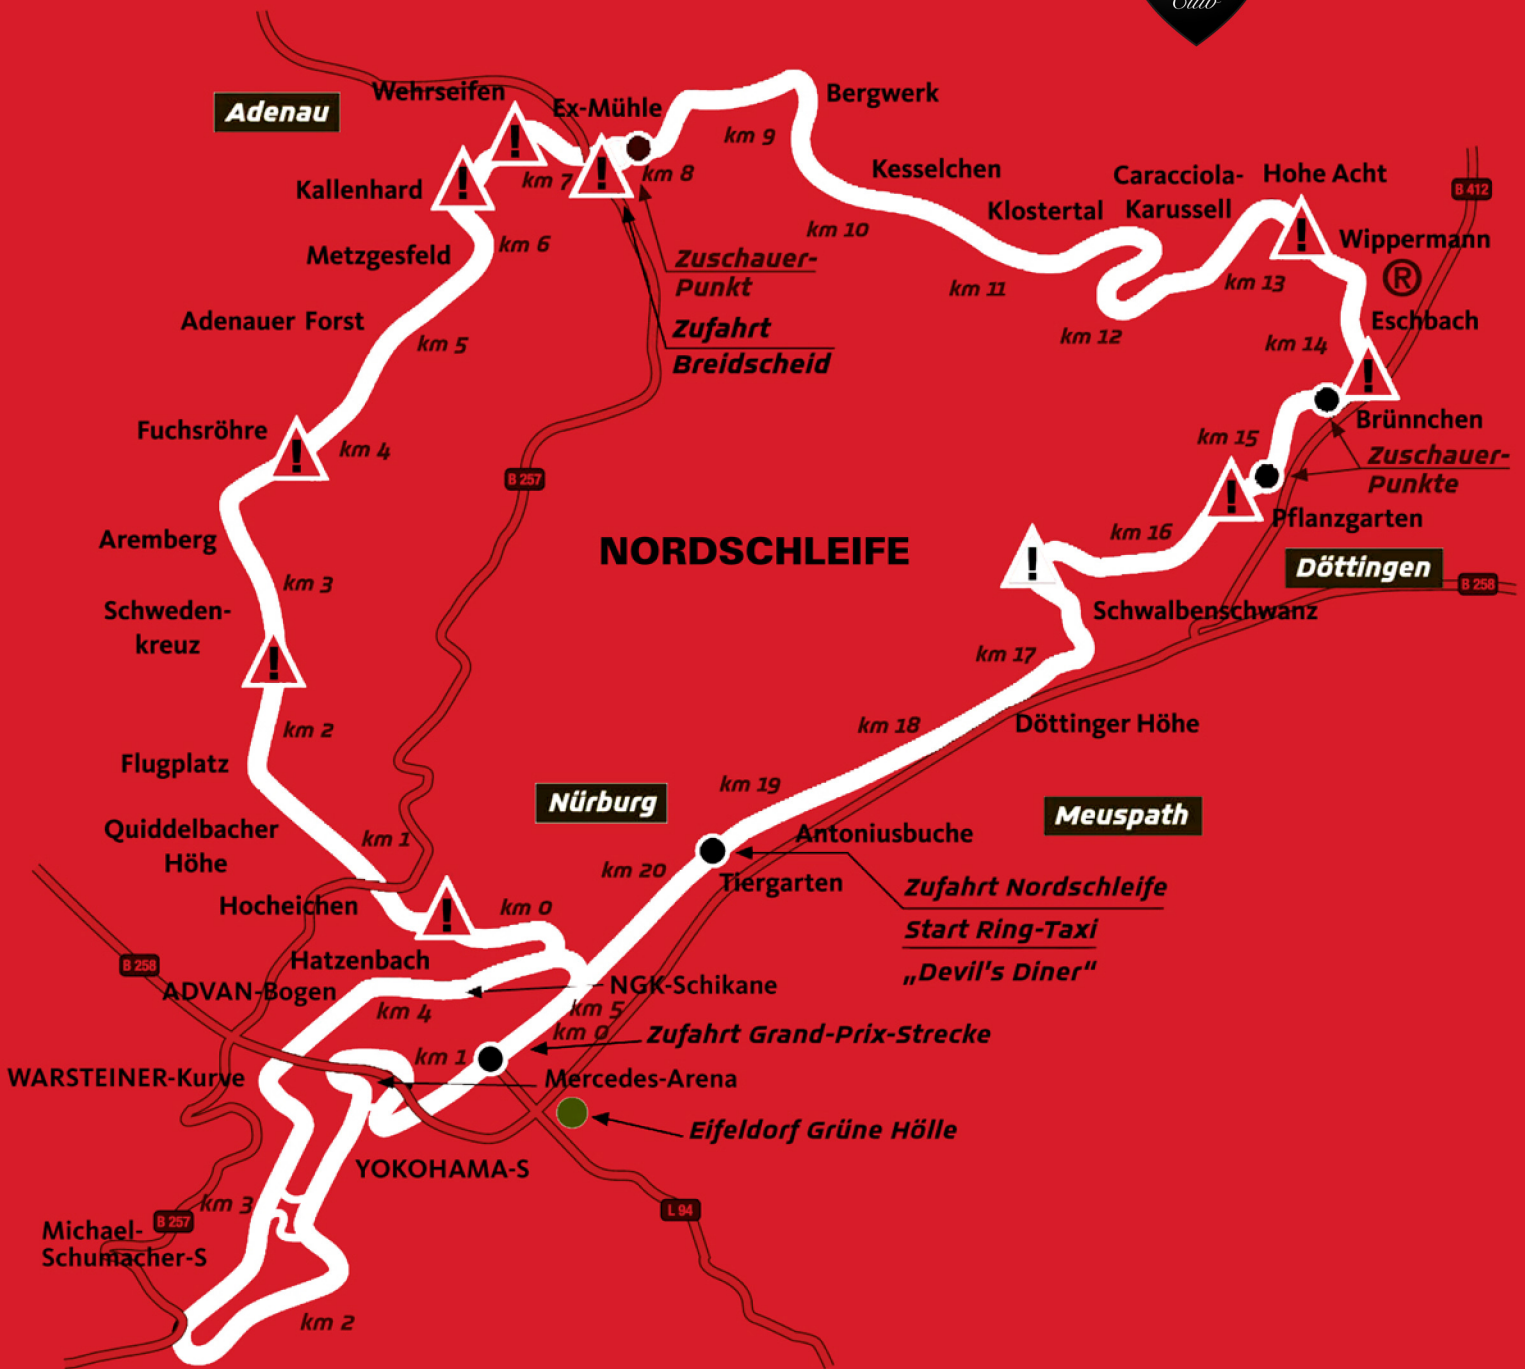 Club
Wehrseifen
Adenau
Ex-Mühle
Bergwerk
km 9
!
!
!
km 7
km 8
Kallenhard
Kesselchen
Caracciola-
Karussell
Hohe Acht
B 412
Klostertal
km 10
!
Wippermann
®
km 6
Metzgesfeld
Zuschauer-
Punkt
km 11
km 13
Adenauer Forst
Zufahrt
Breidscheid
km 5
km 12
Eschbach
km 14
!
Brünnchen
Fuchsröhre
!
km 4
km 15
Zuschauer-
Punkte
B 257
!
Pflanzgarten
Aremberg
NORDSCHLEIFE
km 16
!
Döttingen
B 258
km 3
Schweden-
kreuz
Schwalbenschwanz
!
km 17
km 2
km 18
Döttinger Höhe
Flugplatz
km 19
Nürburg
Meuspath
Quiddelbacher
Höhe
km 1
Antoniusbuche
km 20
Tiergarten
Zufahrt Nordschleife
Start Ring-Taxi
„Devil's Diner“
Hocheichen
!
km 0
Hatzenbach
B 258
ADVAN-Bogen
NGK-Schikane
km 4
km 5
km 0
Zufahrt Grand-Prix-Strecke
km 1
WARSTEINER-Kurve
Mercedes-Arena
Eifeldorf Grüne Hölle
YOKOHAMA-S
km 3
B 257
L 94
Michael-
Schumacher-S
km 2